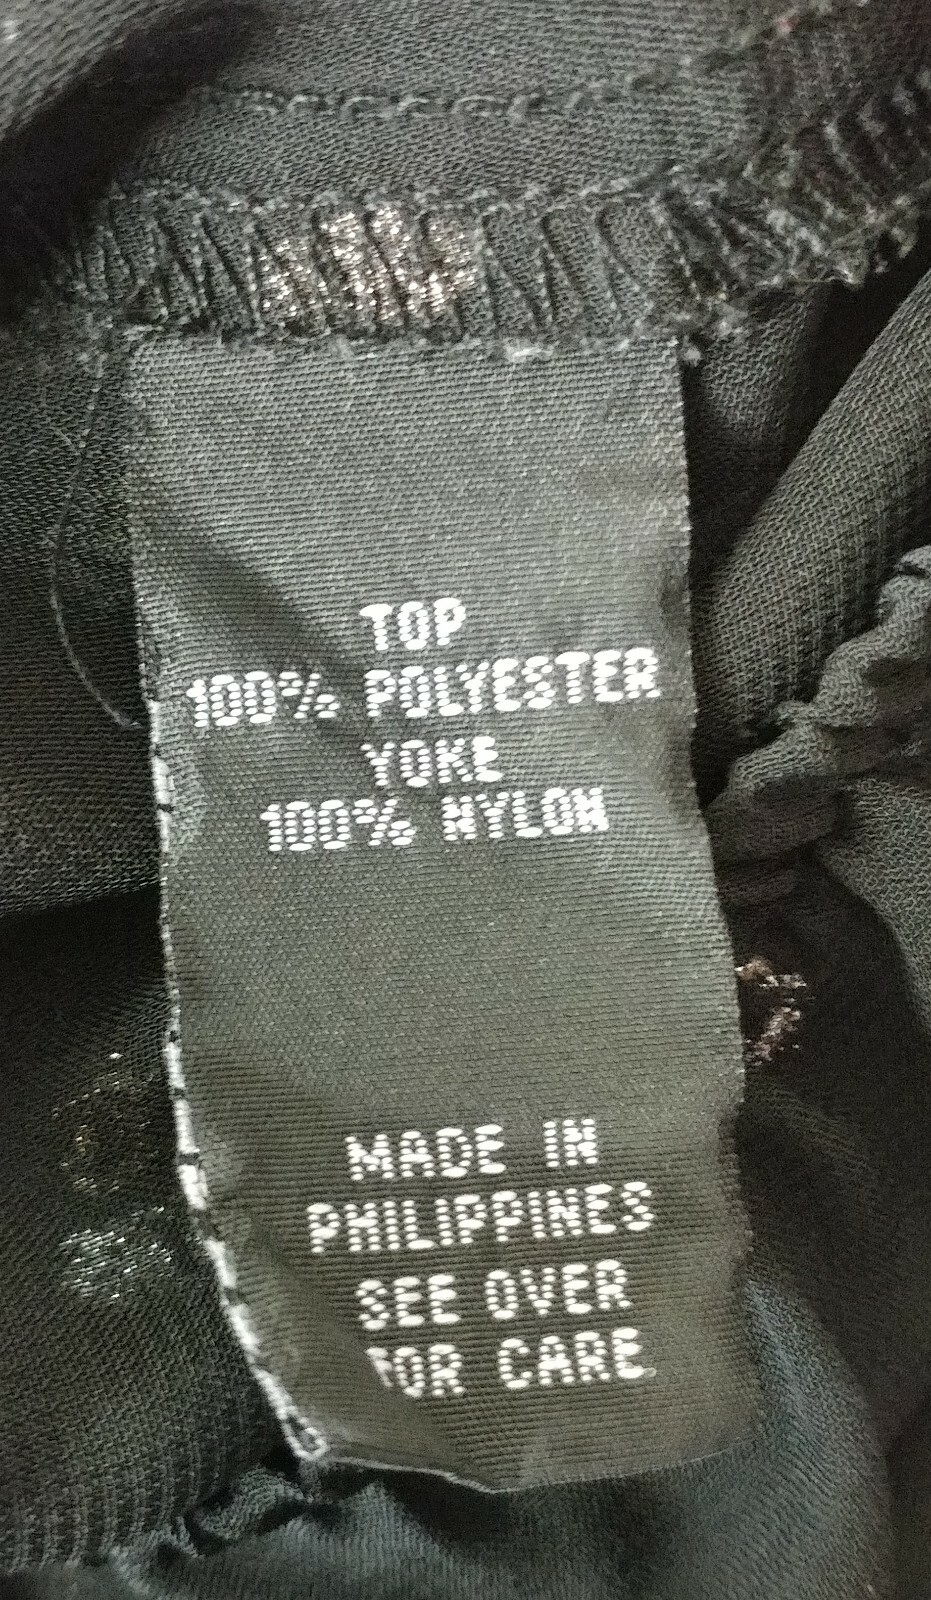 TOP
100% POLYESTER
YOKE
100% NYLON
MADE IN
PHILIPPINES
SEE OVER
FOR CARE